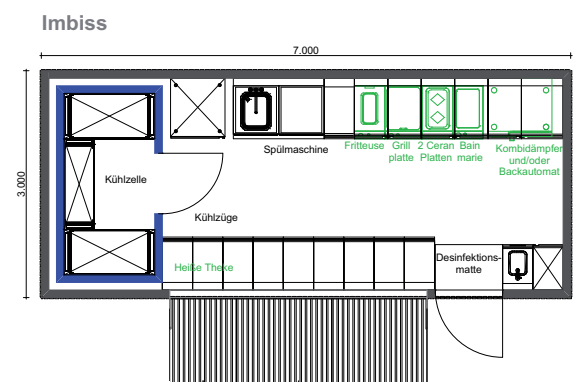 Imbiss
7.000
3.000
Kühlzelle
Spülmaschine
Fritteuse
Grill
platte
2 Ceran
Platten
Bain
marie
Kombidämpfer
und/oder
Backautomat
Kühlzüge
Heiße Theke
Desinfektions-
matte